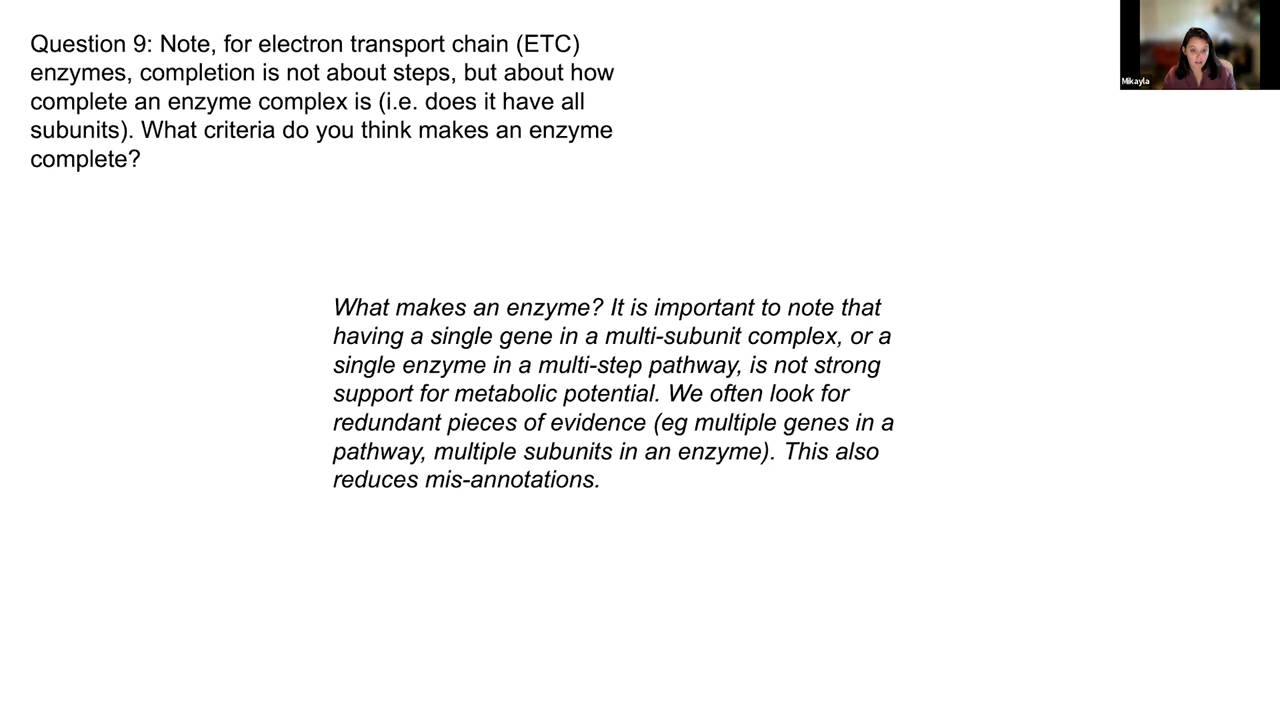 Question 9: Note, for electron transport chain (ETC)
enzymes, completion is not about steps, but about how
complete an enzyme complex is (i.e. does it have all
subunits). What criteria do you think makes an enzyme
complete?
Mikayla
What makes an enzyme? It is important to note that
having a single gene in a multi-subunit complex, or a
single enzyme in a multi-step pathway, is not strong
support for metabolic potential. We often look for
redundant pieces of evidence (eg multiple genes in a
pathway, multiple subunits in an enzyme). This also
reduces mis-annotations.